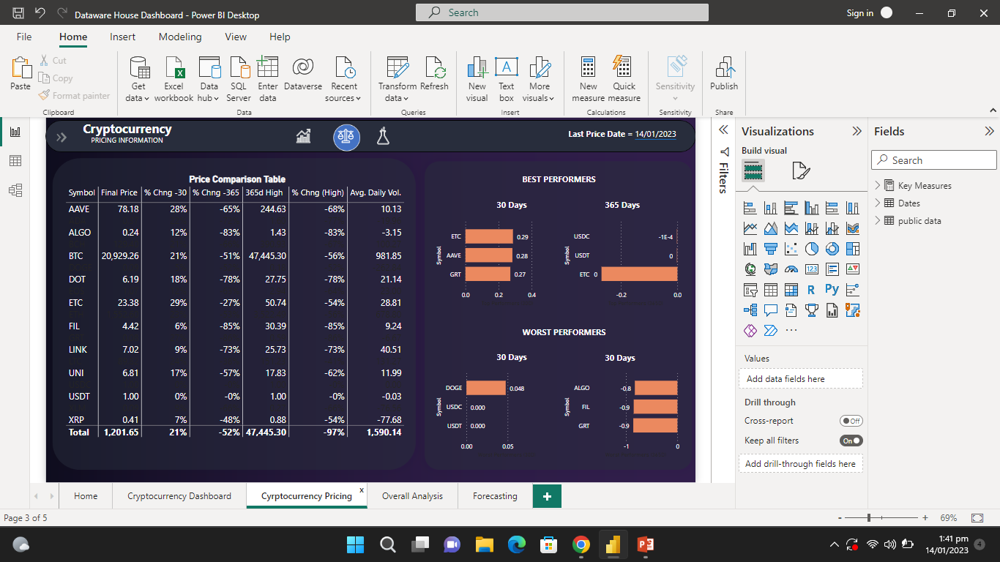 Dataware House Dashboard - Power BI Desktop
Search
Sign in
File Home Insert Modeling View Help
Paste
Cut
Copy
Format painter
Clipboard
Get data
Excel workbook
Data hub
SQL Server
Enter data
Dataverse
Recent sources
Data
Transform data
Refresh
Queries
New visual
Text box
More visuals
Insert
New measure
Quick measure
Calculations
Sensitivity
Sensitivity
Publish
Share
Cryptocurrency
PRICING INFORMATION
Last Price Date = 14/01/2023
Price Comparison Table
Symbol Final Price % Chng -30 % Chng -365 365d High % Chng (High) Avg. Daily Vol.
AAVE 78.18 28% -65% 244.63 -68% 10.13
ALGO 0.24 12% -83% 1.43 -83% -3.15
BTC 20,929.26 21% -51% 47,445.30 -56% 981.85
DOT 6.19 18% -78% 27.75 -78% 21.14
ETC 23.38 29% -27% 50.74 -54% 28.81
FIL 4.42 6% -85% 30.39 -85% 9.24
LINK 7.02 9% -73% 25.73 -73% 40.51
UNI 6.81 17% -57% 17.83 -62% 11.99
USDT 1.00 0% -0% 1.00 -0% -0.03
XRP 0.41 7% -48% 0.88 -54% -77.68
Total 1,201.65 21% -52% 47,445.30 -97% 1,590.14
BEST PERFORMERS
30 Days
Symbol
ETC 0.29
AAVE 0.28
GRT 0.27
0.0 0.2 0.4
365 Days
Symbol
USDC -1E-4
USDT 0
ETC 0
-0.2 0.0
WORST PERFORMERS
30 Days
Symbol
DOGE 0.048
USDC 0.000
USDT 0.000
0.00 0.05
30 Days
Symbol
ALGO -0.8
FIL -0.9
GRT -0.9
-1 0
Filters
Visualizations
Build visual
R Py
123
Values
Add data fields here
Drill through
Cross-report Off
Keep all filters On
Add drill-through fields here
Fields
Search
Key Measures
Dates
public data
Home
Cryptocurrency Dashboard
Cyrptocurrency Pricing x
Overall Analysis
Forecasting
+
Page 3 of 5
- + 69%
1:41 pm
14/01/2023
4